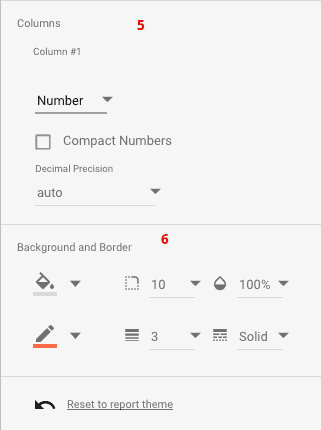 Columns 5
Column #1
Number
Compact Numbers
Decimal Precision
auto
Background and Border 6
10 100%
3 Solid
Reset to report theme